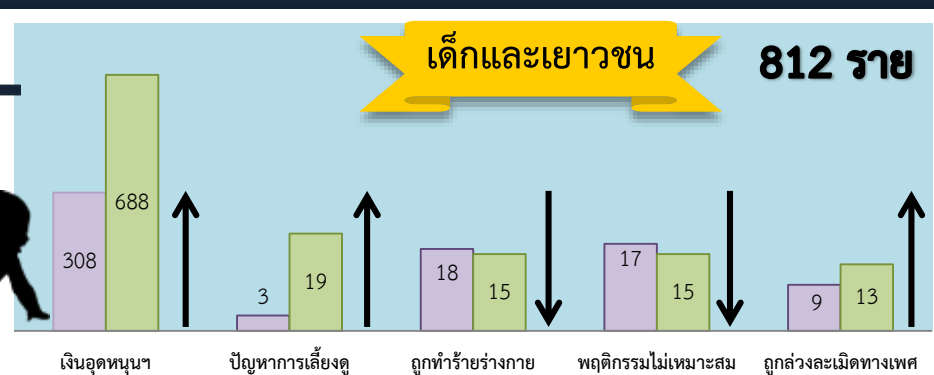 เด็กและเยาวชน
812 ราย
308
688
3
19
18
15
17
15
9
13
เงินอุดหนุนฯ
ปัญหาการเลี้ยงดู
ถูกทำร้ายร่างกาย
พฤติกรรมไม่เหมาะสม
ถูกล่วงละเมิดทางเพศ